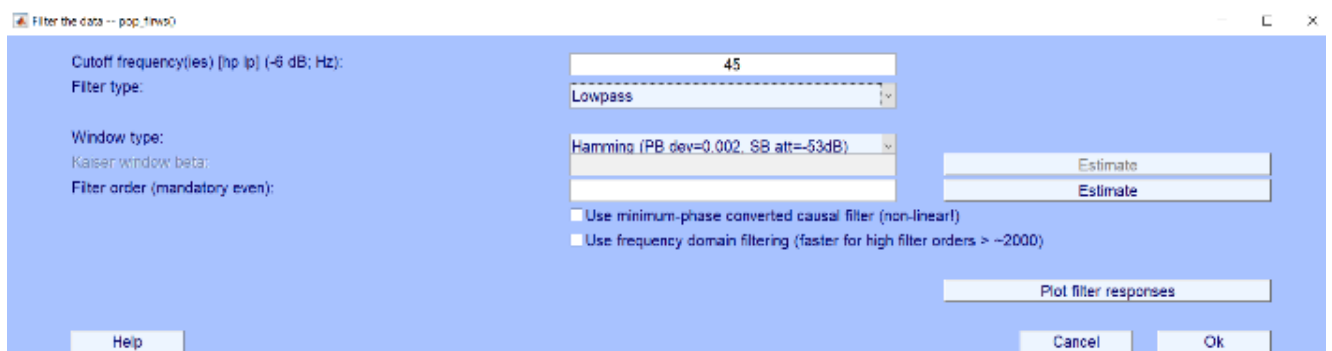 Filter the data -- pop_firws()
Cutoff frequency(ies) [hp lp] (-6 dB; Hz):
45
Filter type:
Lowpass
Window type:
Hamming (PB dev=0.002, SB att=-53dB)
Kaiser window beta:
Estimate
Filter order (mandatory even):
Estimate
Use minimum-phase converted causal filter (non-linear!)
Use frequency domain filtering (faster for high filter orders > ~2000)
Plot filter responses
Help
Cancel
Ok